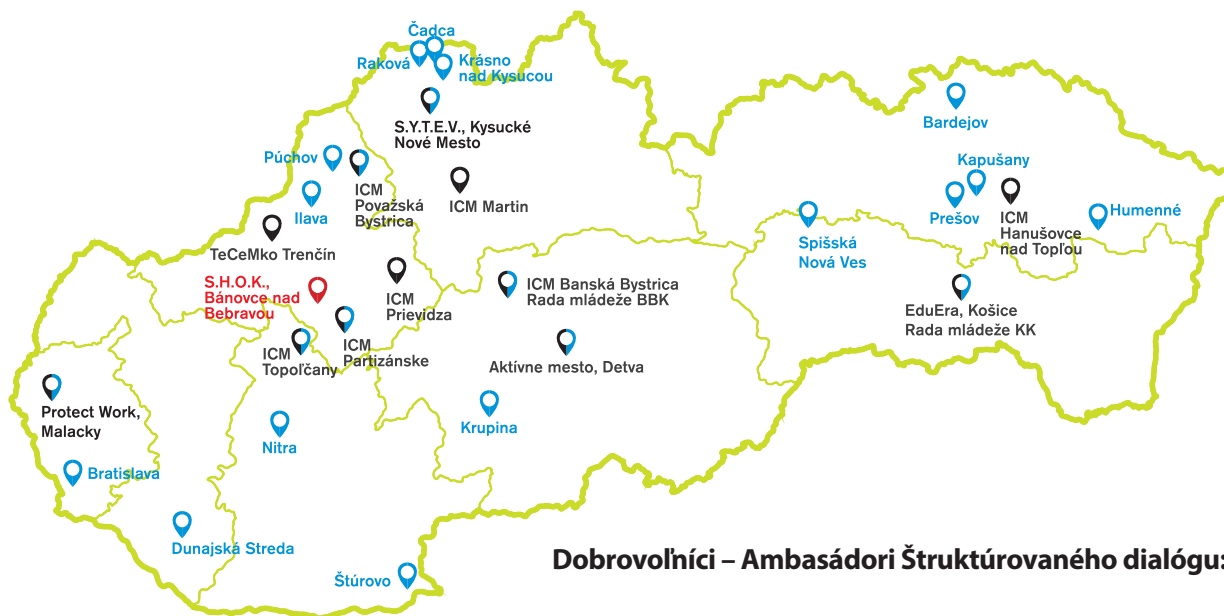 Čadca
Raková
Krásno
nad Kysucou
S.Y.T.E.V., Kysucké
Nové Mesto
Bardejov
Púchov
ICM
Považská
Bystrica
Ilava
ICM Martin
Kapušany
Prešov
ICM
Hanušovce
nad Topľou
Humenné
TeCeMko Trenčín
Spišská
Nová Ves
S.H.O.K.,
Bánovce nad
Bebravou
ICM
Prievidza
ICM Banská Bystrica
Rada mládeže BBK
EduEra, Košice
Rada mládeže KK
ICM
Topoľčany
ICM
Partizánske
Aktívne mesto, Detva
Protect Work,
Malacky
Krupina
Nitra
Bratislava
Dunajská Streda
Štúrovo
Dobrovoľníci – Ambasádori Štruktúrovaného dialógu: